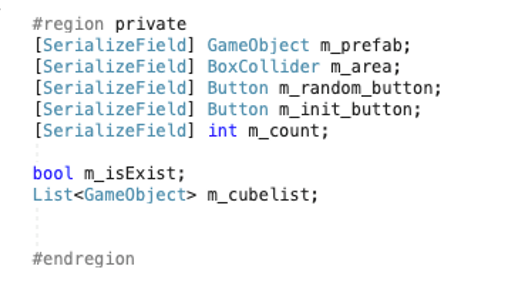 #region private
[SerializeField] GameObject m_prefab;
[SerializeField] BoxCollider m_area;
[SerializeField] Button m_random_button;
[SerializeField] Button m_init_button;
[SerializeField] int m_count;
bool m_isExist;
List<GameObject> m_cubelist;
#endregion